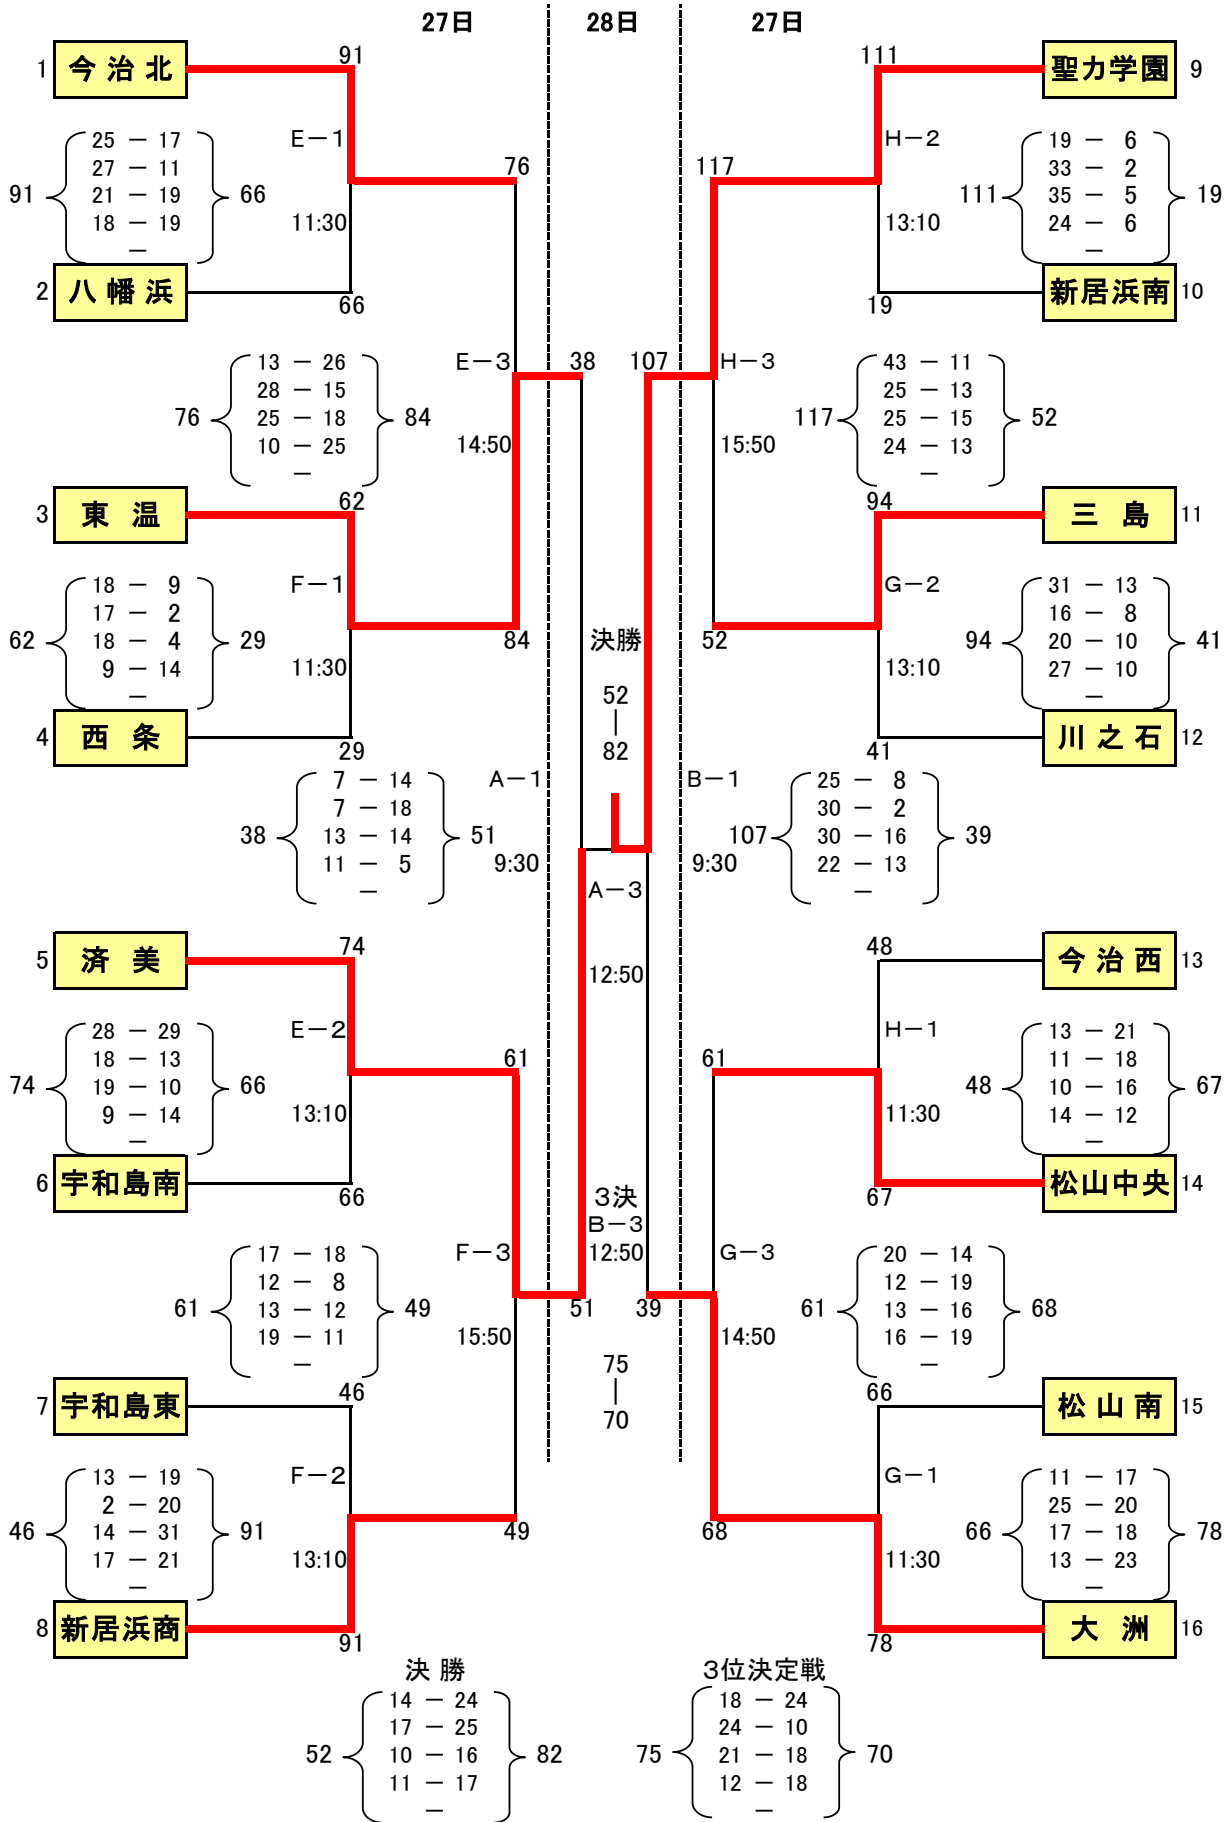 27日 28日 27日
1 今治北 91 111 聖カ学園 9
25 － 17 E－1 H－2 19 － 6
27 － 11 76 117 33 － 2
91 21 － 19 66 111 35 － 5 19
18 － 19 11:30 13:10 24 － 6
－ －
2 八幡浜 66 19 新居浜南 10
13 － 26 E－3 38 107 H－3 43 － 11
28 － 15 25 － 13
76 25 － 18 84 117 25 － 15 52
10 － 25 14:50 15:50 24 － 13
－ －
3 東温 62 94 三島 11
18 － 9 F－1 G－2 31 － 13
17 － 2 16 － 8
62 18 － 4 29 84 決勝 52 94 20 － 10 41
9 － 14 11:30 13:10 27 － 10
－ 52 －
4 西条 29 | 41 川之石 12
82
7 － 14 A－1 B－1 25 － 8
7 － 18 30 － 2
38 13 － 14 51 107 30 － 16 39
11 － 5 9:30 9:30 22 － 13
－ A－3 －
5 済美 74 48 今治西 13
12:50
28 － 29 E－2 H－1 13 － 21
18 － 13 61 61 11 － 18
74 19 － 10 66 48 10 － 16 67
9 － 14 13:10 11:30 14 － 12
－ －
6 宇和島南 66 3決 67 松山中央 14
B－3
17 － 18 F－3 12:50 G－3 20 － 14
12 － 8 12 － 19
61 13 － 12 49 51 39 61 13 － 16 68
19 － 11 15:50 14:50 16 － 19
－ 75 －
7 宇和島東 46 | 66 松山南 15
70
13 － 19 F－2 G－1 11 － 17
2 － 20 25 － 20
46 14 － 31 91 49 68 66 17 － 18 78
17 － 21 13:10 11:30 13 － 23
－ －
8 新居浜商 91 78 大洲 16
決勝 3位決定戦
14 － 24 18 － 24
17 － 25 24 － 10
52 10 － 16 82 75 21 － 18 70
11 － 17 12 － 18
－ －